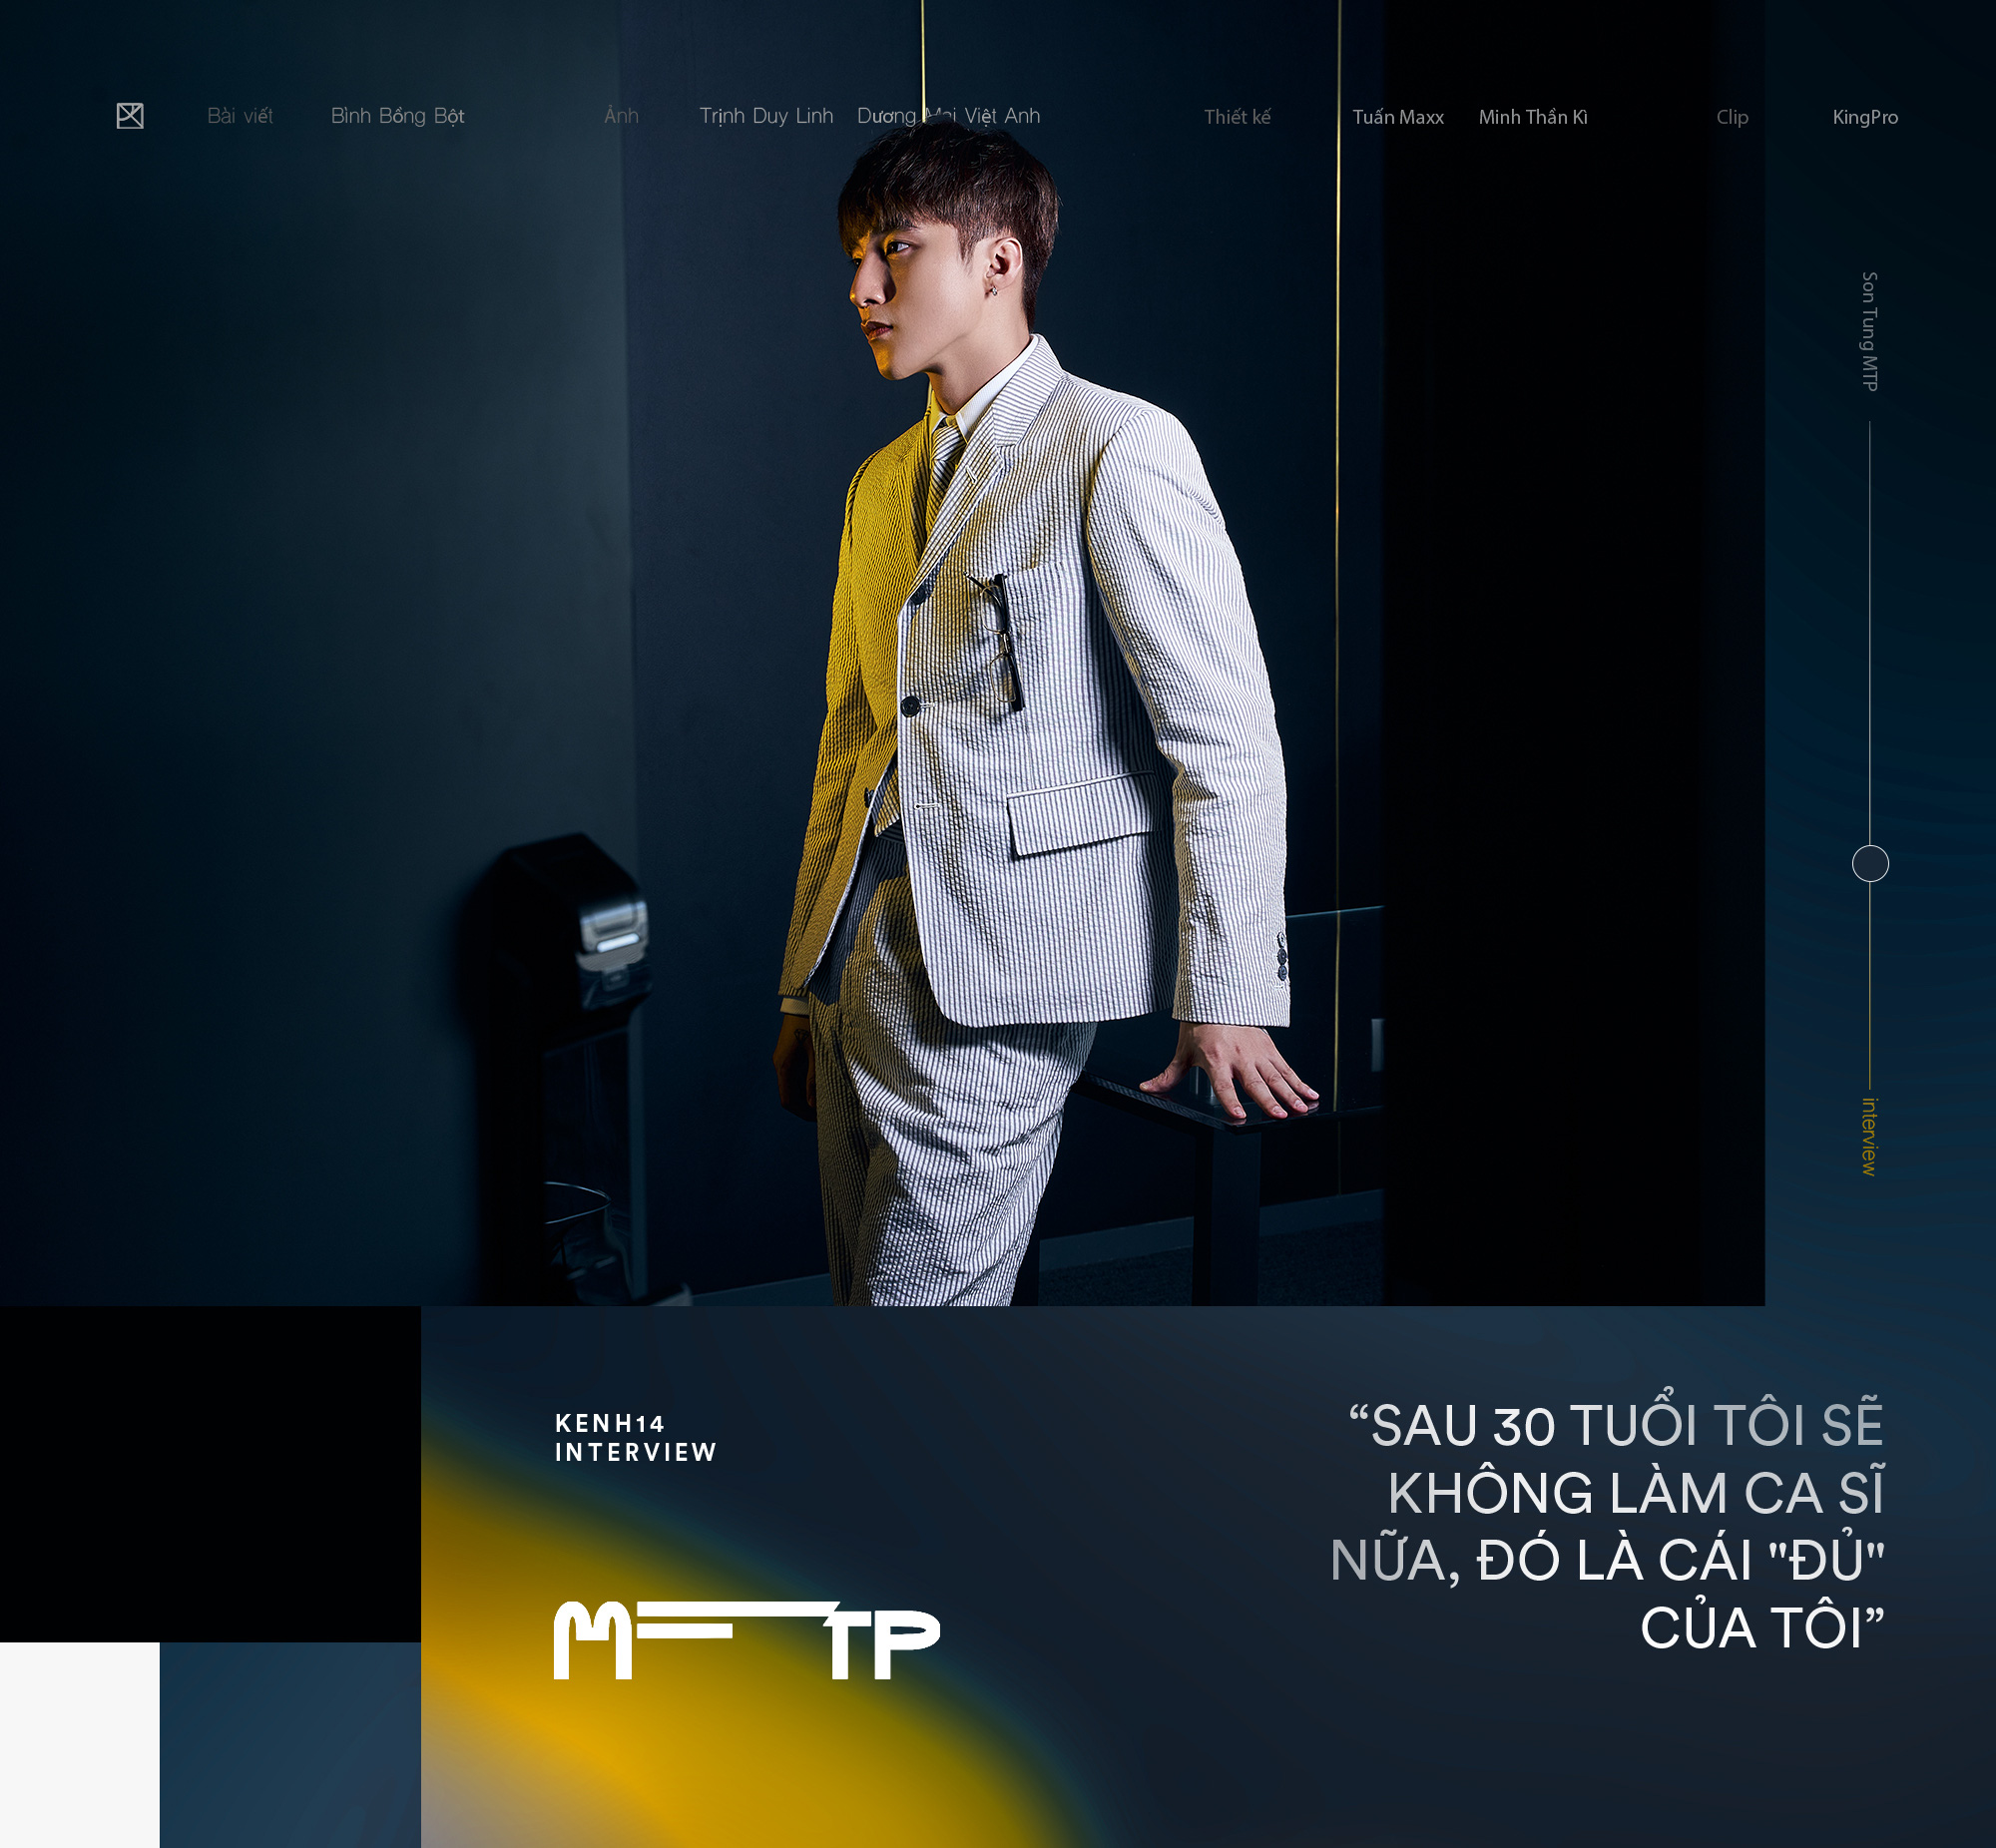 Bài viết Bình Bồng Bột Ảnh Trịnh Duy Linh Dương Mai Việt Anh Thiết kế Tuấn Maxx Minh Thần Kì Clip KingPro
Son Tung MTP
interview
KENH14
INTERVIEW
“SAU 30 TUỔI TÔI SẼ
KHÔNG LÀM CA SĨ
NỮA, ĐÓ LÀ CÁI "ĐỦ"
CỦA TÔI”
MTP